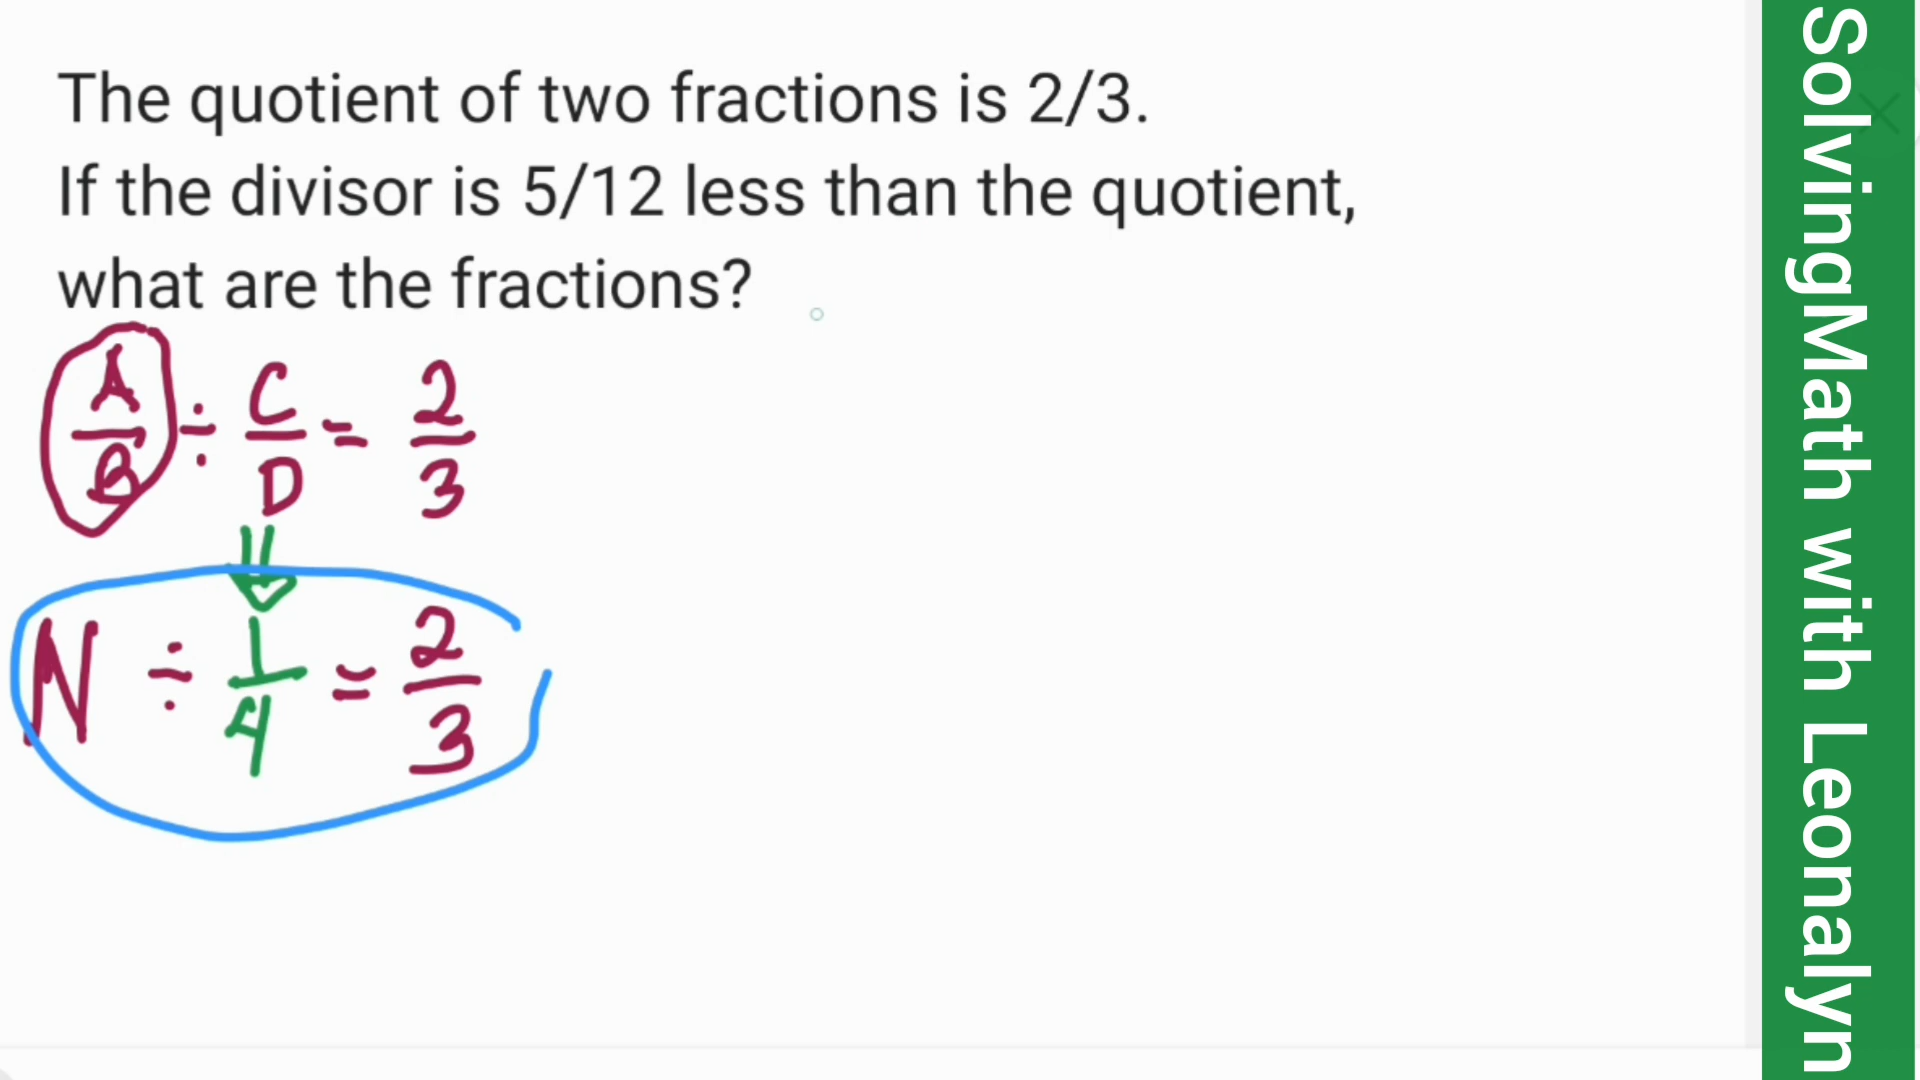 The quotient of two fractions is 2/3.
If the divisor is 5/12 less than the quotient,
what are the fractions?
A/B ÷ C/D = 2/3
N ÷ 1/4 = 2/3
SolvingMath with Leonalyn